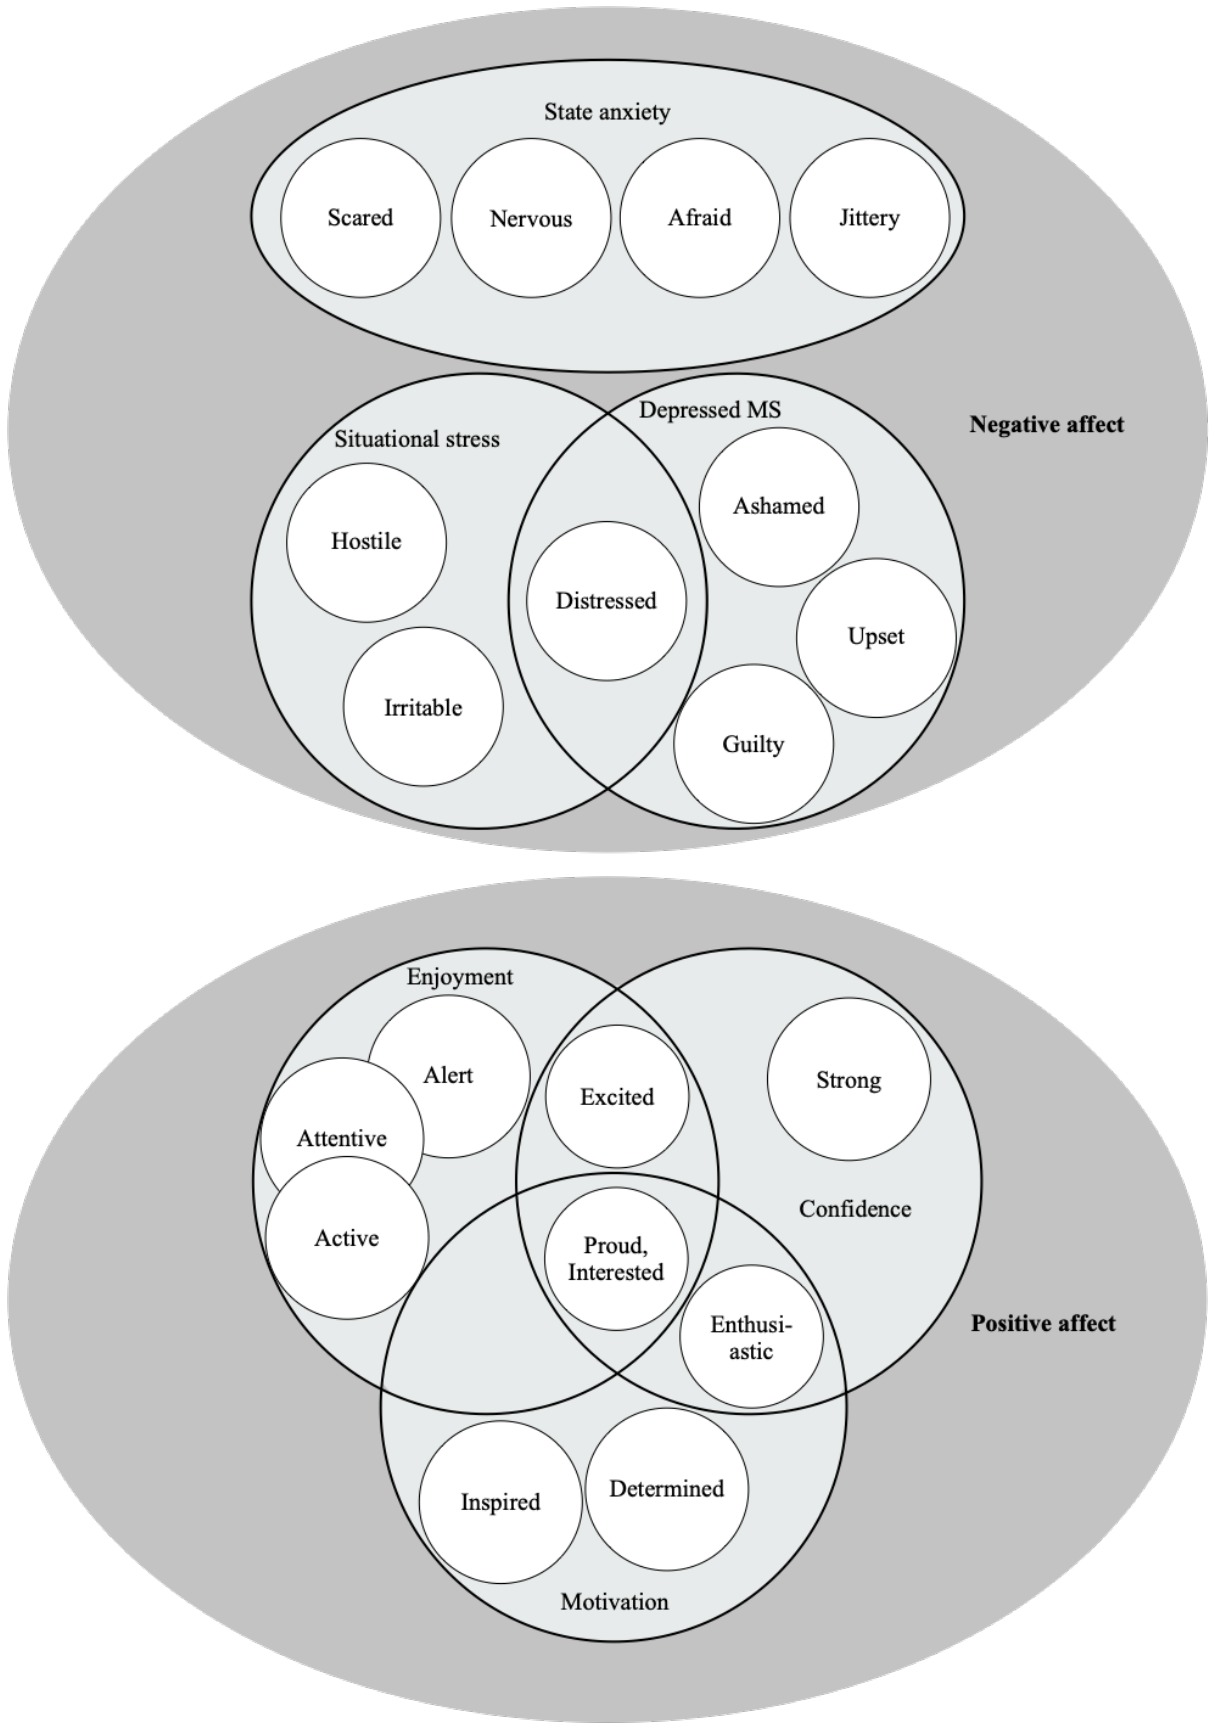 State anxiety
Scared
Nervous
Afraid
Jittery
Depressed MS
Negative affect
Situational stress
Ashamed
Hostile
Distressed
Upset
Irritable
Guilty
Enjoyment
Alert
Excited
Strong
Attentive
Confidence
Active
Proud,
Interested
Positive affect
Enthusi-
astic
Determined
Inspired
Motivation